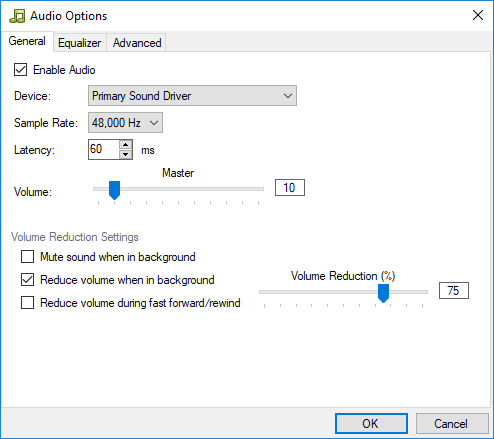 Audio Options
General Equalizer Advanced
Enable Audio
Device: Primary Sound Driver
Sample Rate: 48,000 Hz
Latency: 60 ms
Master
Volume: 10
Volume Reduction Settings
Mute sound when in background
Reduce volume when in background
Volume Reduction (%)
75
Reduce volume during fast forward/rewind
OK Cancel